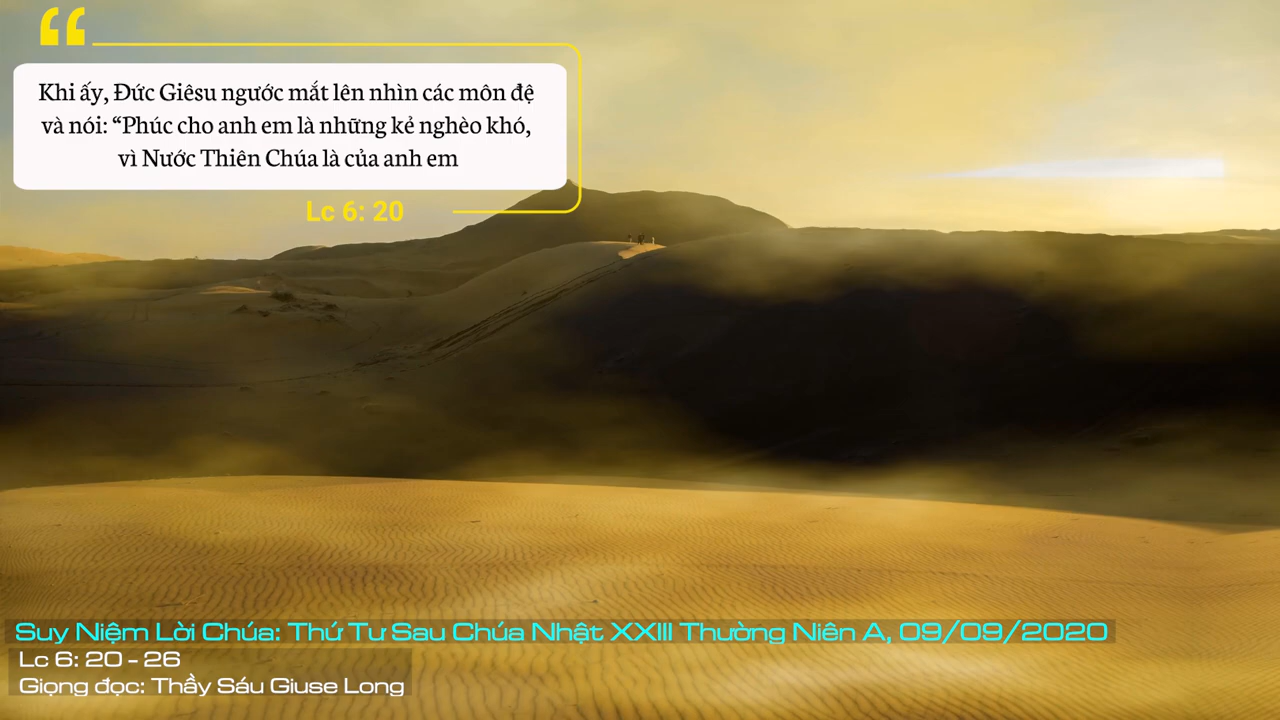 Khi ấy, Đức Giêsu ngước mắt lên nhìn các môn đệ
và nói: “Phúc cho anh em là những kẻ nghèo khó,
vì Nước Thiên Chúa là của anh em
Lc 6: 20
Suy Niệm Lời Chúa: Thứ Tư Sau Chúa Nhật XXIII Thường Niên A, 09/09/2020
Lc 6: 20 - 26
Giọng đọc: Thầy Sáu Giuse Long